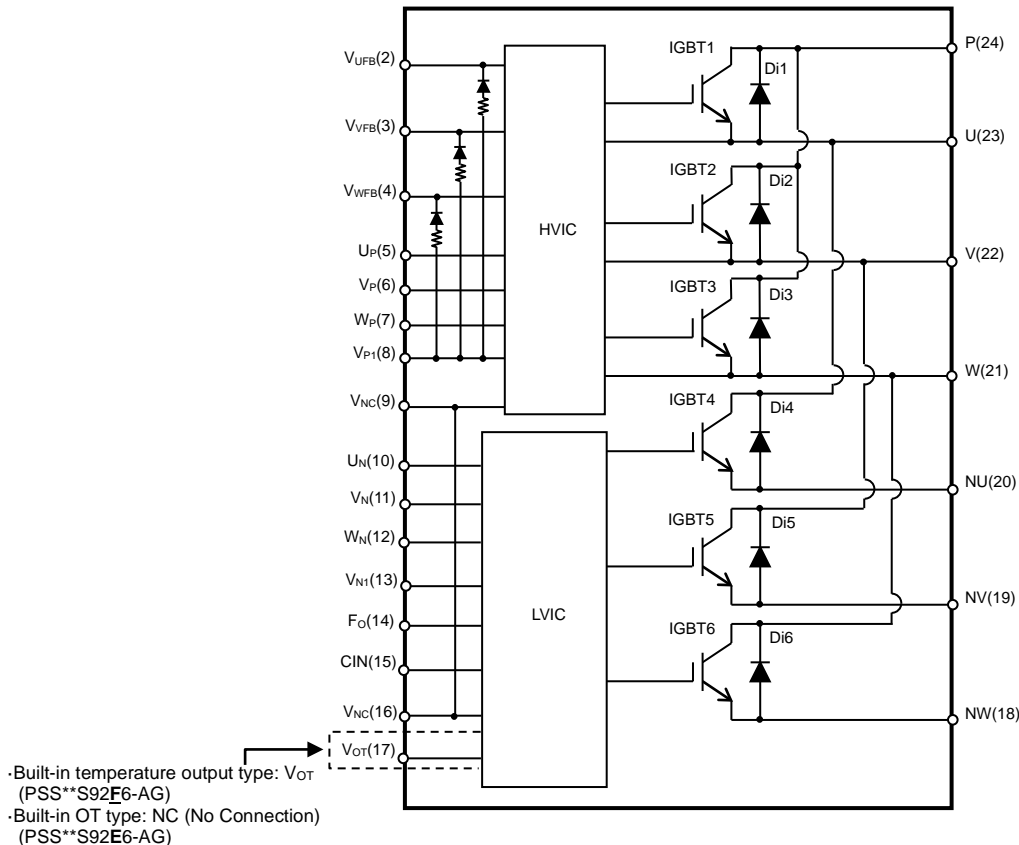 VUFB(2)
VVFB(3)
VWFB(4)
UP(5)
VP(6)
WP(7)
VP1(8)
VNC(9)
UN(10)
VN(11)
WN(12)
VN1(13)
FO(14)
CIN(15)
VNC(16)
VOT(17)
HVIC
LVIC
IGBT1
Di1
IGBT2
Di2
IGBT3
Di3
IGBT4
Di4
IGBT5
Di5
IGBT6
Di6
P(24)
U(23)
V(22)
W(21)
NU(20)
NV(19)
NW(18)
·Built-in temperature output type: VOT
(PSS**S92F6-AG)
·Built-in OT type: NC (No Connection)
(PSS**S92E6-AG)